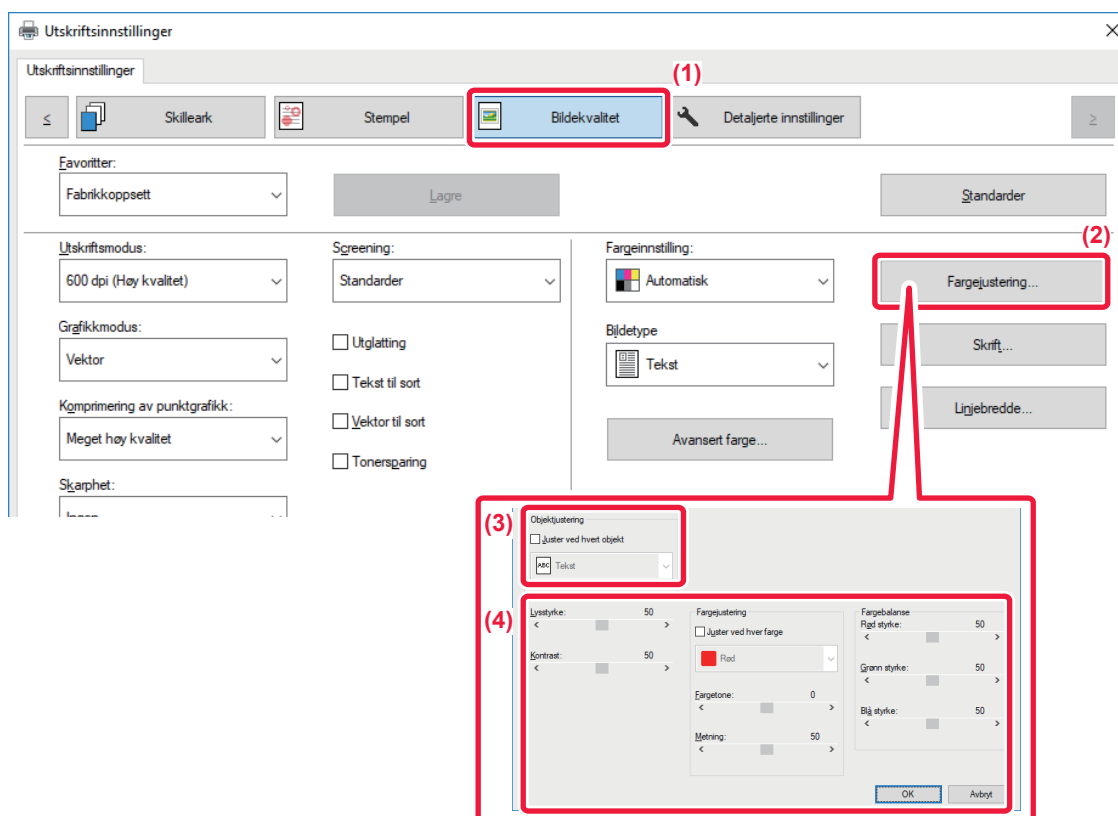 Utskriftsinnstillinger
Utskriftsinnstillinger
(1)
≤ Skilleark Stempel Bildekvalitet Detaljerte innstillinger ≥
Favoritter:
Fabrikkoppsett Lagre Standarder
(2)
Utskriftsmodus: Screening: Fargeinnstilling:
600 dpi (Høy kvalitet) Standarder Automatisk Fargejustering...
Grafikkmodus: Utglatting Bildetype Skrift...
Vektor Tekst til sort Tekst
Komprimering av punktgrafikk: Vektor til sort Linjebredde...
Meget høy kvalitet Tonersparing Avansert farge...
Skarphet:
Ingen
(3)
Objektjustering
Juster ved hvert objekt
ABC Tekst
(4)
Lysstyrke: 50 Fargejustering Fargebalanse
< > Juster ved hver farge Rød styrke: 50
< >
Kontrast: 50 Rød Grønn styrke: 50
< > < >
Fargetone: 0 Blå styrke: 50
< > < >
Metning: 50
< >
OK Avbryt